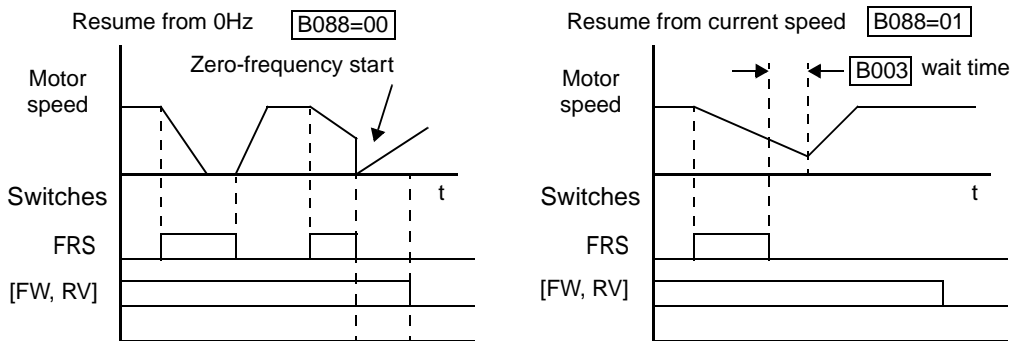 Resume from 0Hz B088=00
Zero-frequency start
Motor
speed
t
Switches
FRS
[FW, RV]
Resume from current speed B088=01
B003 wait time
Motor
speed
t
Switches
FRS
[FW, RV]